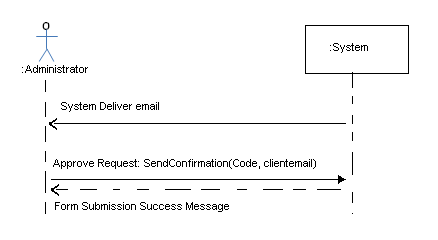 :System
:Administrator
System Deliver email
Approve Request: SendConfirmation(Code, clientemail)
Form Submission Success Message